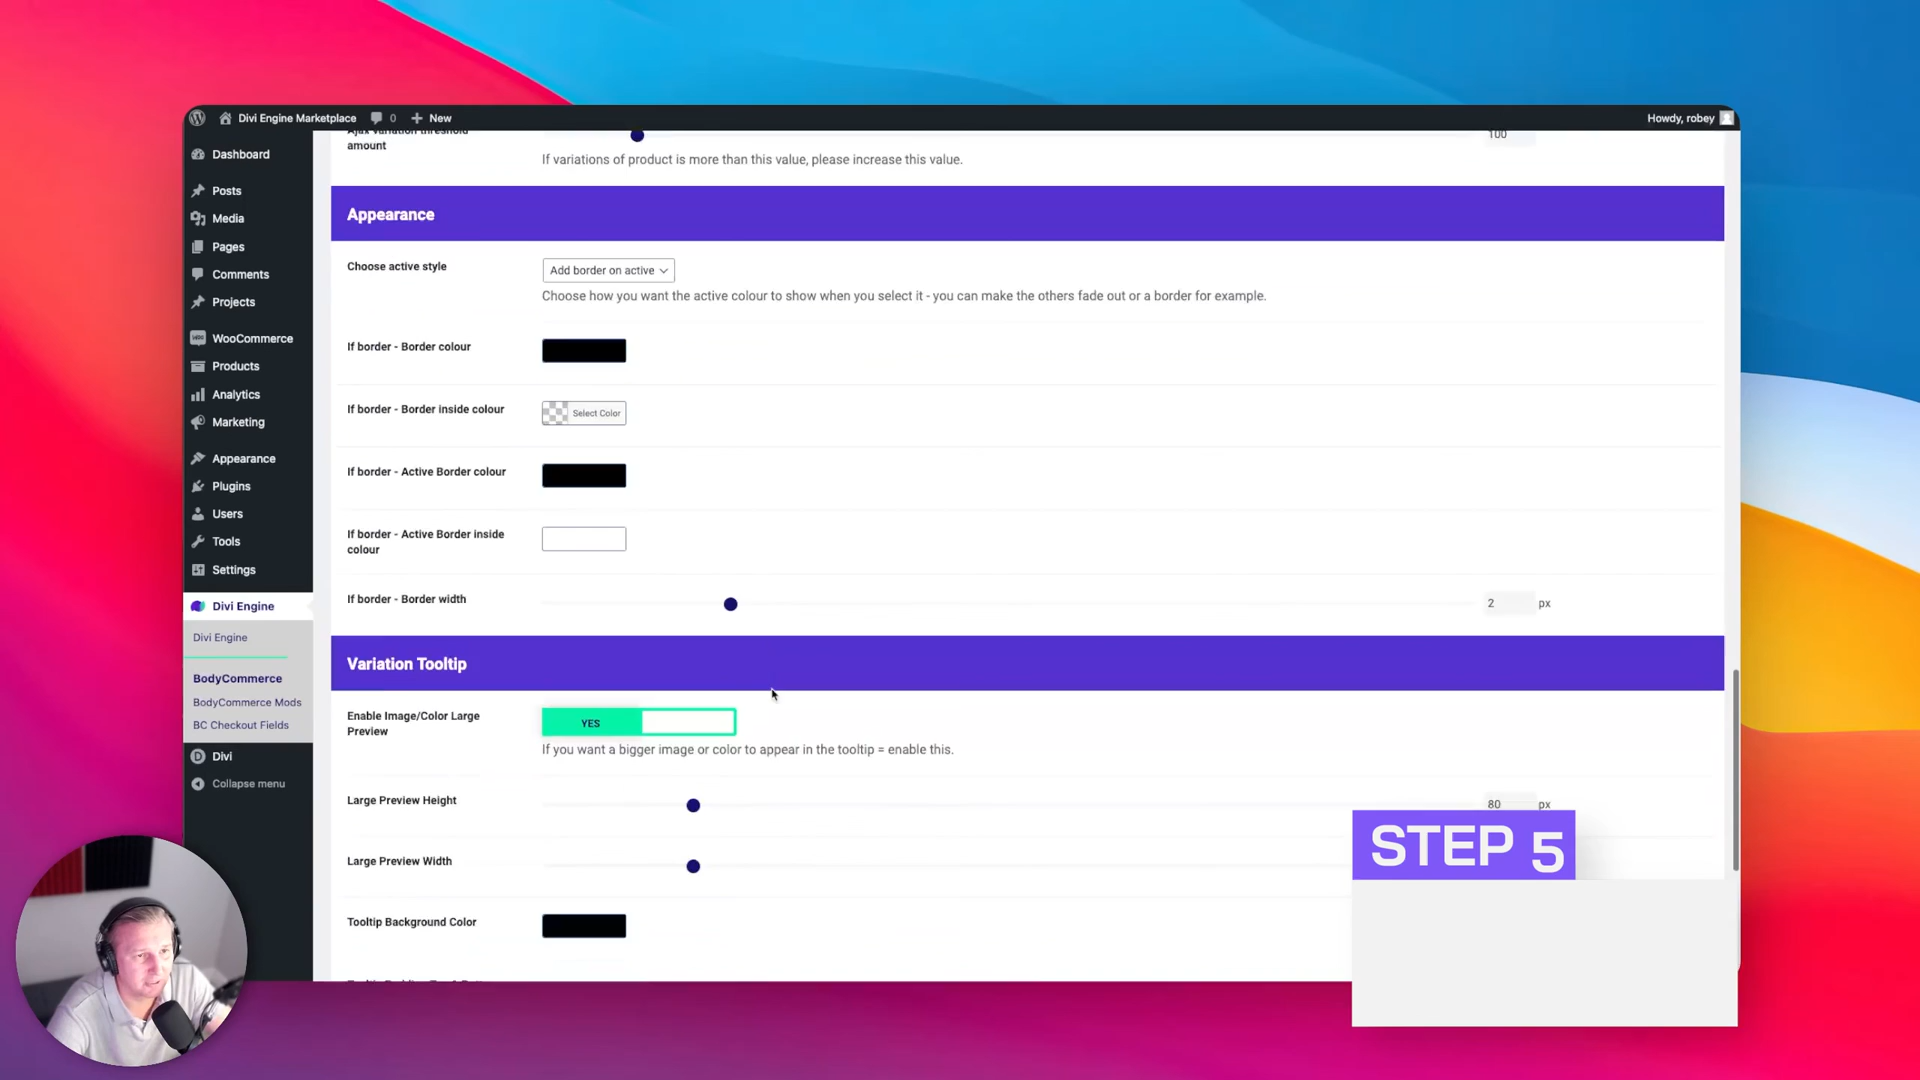 Divi Engine Marketplace
0
New
Howdy, robey
Dashboard
Posts
Media
Pages
Comments
Projects
WooCommerce
Products
Analytics
Marketing
Appearance
Plugins
Users
Tools
Settings
Divi Engine
Divi Engine
BodyCommerce
BodyCommerce Mods
BC Checkout Fields
Divi
Collapse menu
Ajax variation threshold
amount
100
If variations of product is more than this value, please increase this value.
Appearance
Choose active style
Add border on active
Choose how you want the active colour to show when you select it - you can make the others fade out or a border for example.
If border - Border colour
If border - Border inside colour
Select Color
If border - Active Border colour
If border - Active Border inside
colour
If border - Border width
2 px
Variation Tooltip
Enable Image/Color Large
Preview
YES
If you want a bigger image or color to appear in the tooltip = enable this.
Large Preview Height
80 px
Large Preview Width
Tooltip Background Color
STEP 5